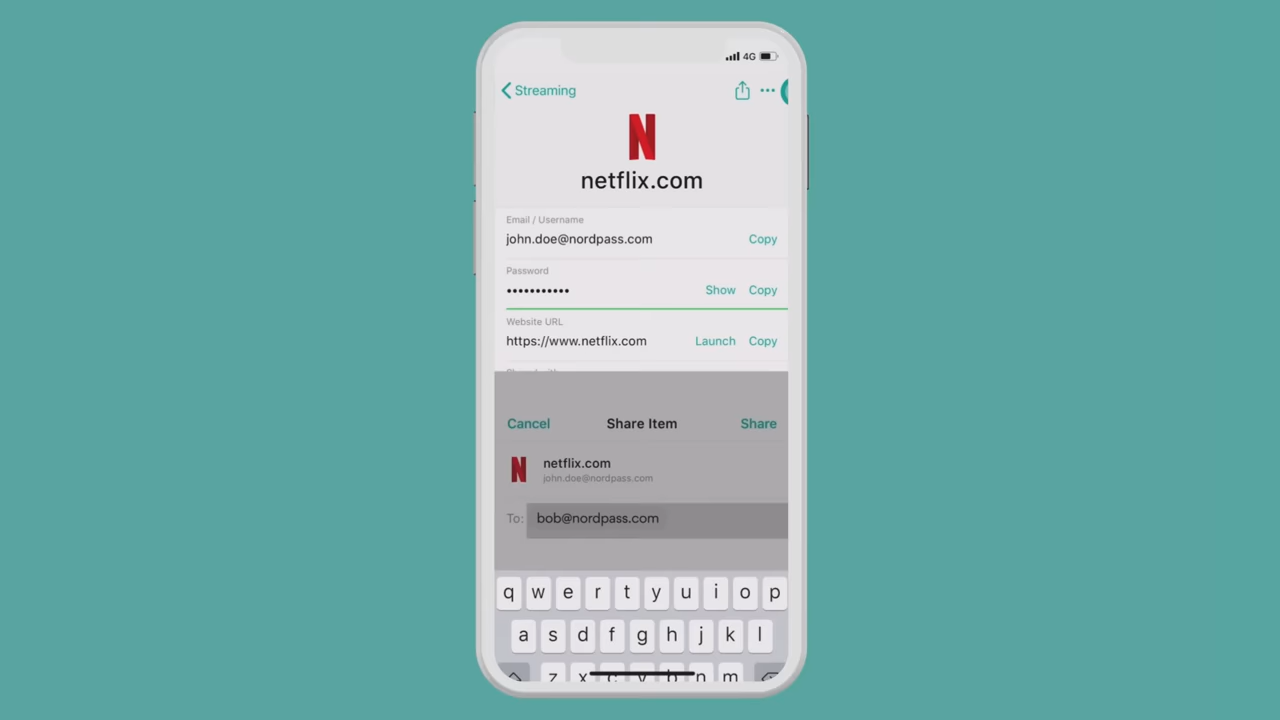 4G
Streaming
netflix.com
Email / Username
john.doe@nordpass.com Copy
Password
Show Copy
Website URL
https://www.netflix.com Launch Copy
Cancel Share Item Share
N netflix.com
john.doe@nordpass.com
To: bob@nordpass.com
q w e r t y u i o p
a s d f g h j k l
z x c v b n m